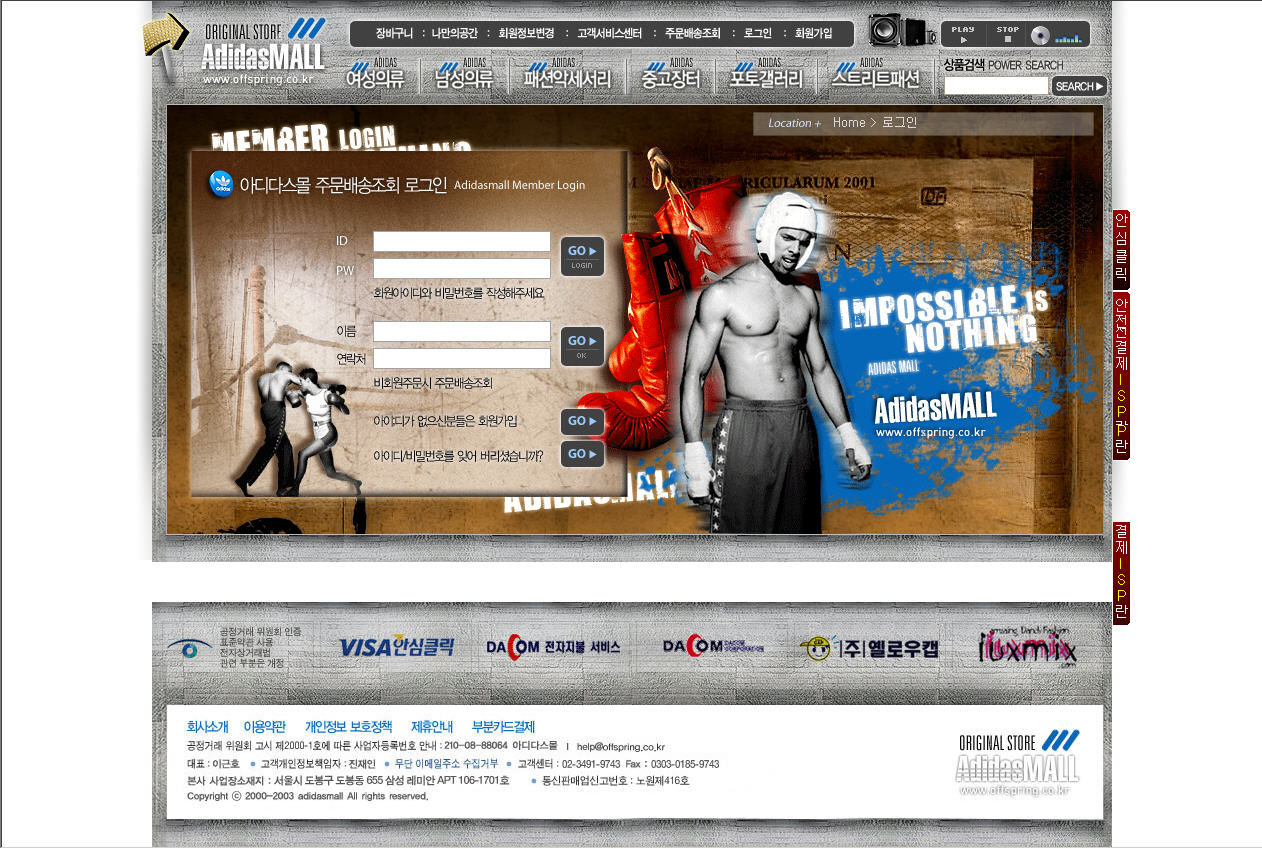 ORIGINAL STORE
AdidasMALL
www.offspring.co.kr
장바구니 : 나만의공간 : 회원정보변경 : 고객서비스센터 : 주문배송조회 : 로그인 : 회원가입
PLAY STOP
ADIDAS ADIDAS ADIDAS ADIDAS ADIDAS ADIDAS
여성의류 남성의류 패션악세서리 중고장터 포토갤러리 스트리트패션
상품검색 POWER SEARCH
SEARCH
Location + Home > 로그인
MEMBER LOGIN
adidas
아디다스몰 주문배송조회 로그인 Adidasmall Member Login
ID
PW
GO
LOGIN
회원아이디와 비밀번호를 작성해주세요
이름
연락처
GO
OK
비회원주문시 주문배송조회
아이디가 없으신분들은 회원가입 GO
아이디/비밀번호를 잊어 버리셨습니까? GO
RICULARUM 2001
IMPOSSIBLE IS
NOTHING
ADIDAS MALL
AdidasMALL
www.offspring.co.kr
ADIDASMALL
안심클릭
안전결제ISP란
결제ISP란
공정거래 위원회 인증
표준약관 사용
전자상거래법
관련 부분은 개정
VISA안심클릭
DACOM 전자지불 서비스
DACOM DACOM CORPORATION
(주)옐로우캡
Amazing Dandi Fashion
iluxmix
.com
회사소개 이용약관 개인정보 보호정책 제휴안내 부분카드결제
공정거래 위원회 고시 제2000-1호에 따른 사업자등록번호 안내 : 210-08-88064 아디다스몰 | help@offspring.co.kr
대표 : 이근호 고객개인정보책임자 : 진재인 무단 이메일주소 수집거부 고객센터 : 02-3491-9743 Fax : 0303-0185-9743
본사 사업장소재지 : 서울시 도봉구 도봉동 655 삼성 레미안 APT 106-1701호 통신판매업신고번호 : 노원제416호
Copyright ⓒ 2000-2003 adidasmall All rights reserved.
ORIGINAL STORE
AdidasMALL
www.offspring.co.kr